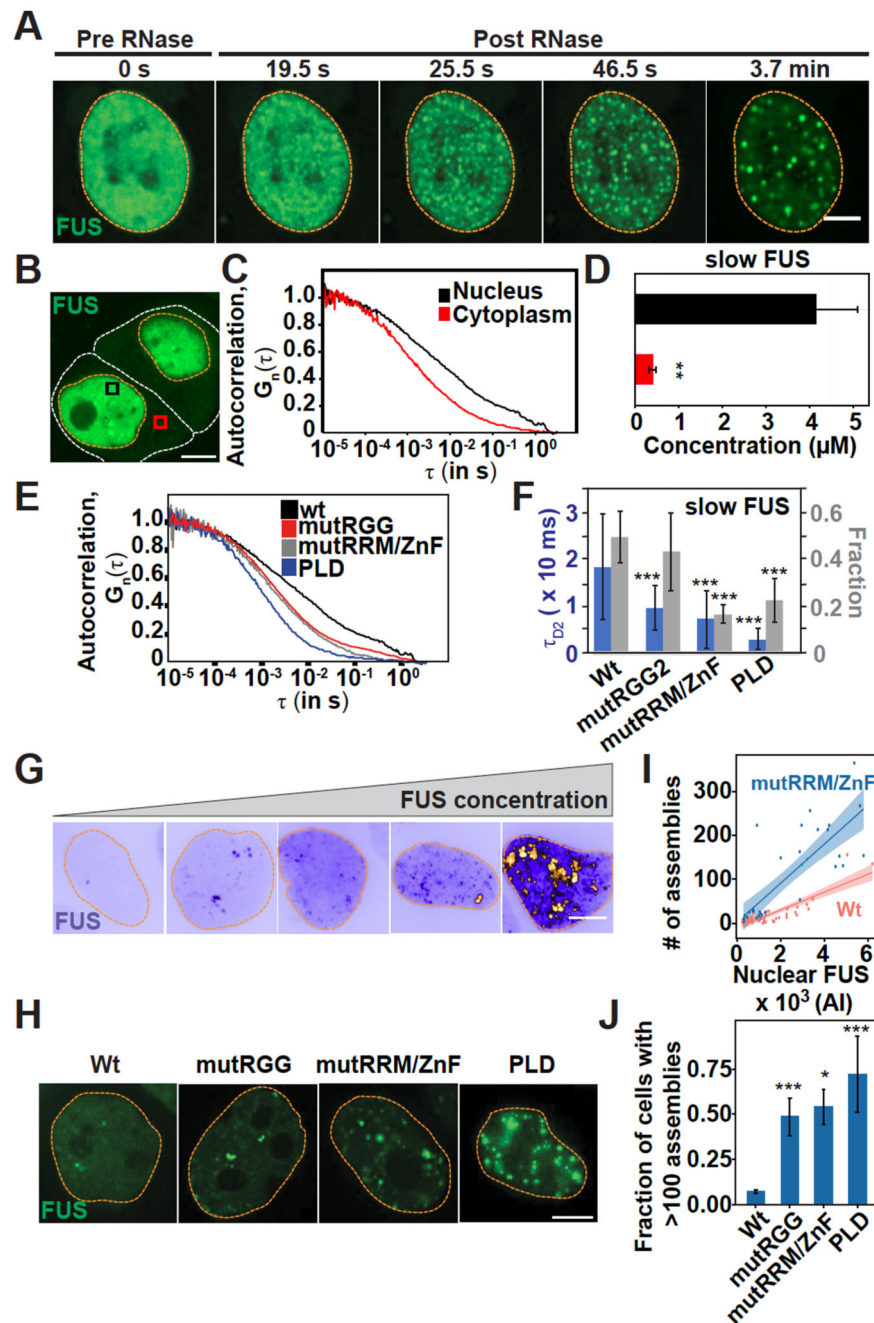 A
Pre RNase
Post RNase
0 s
19.5 s
25.5 s
46.5 s
3.7 min
FUS
B
FUS
C
Autocorrelation,
Gn(τ)
1.0
0.8
0.6
0.4
0.2
0
Nucleus
Cytoplasm
10⁻⁵ 10⁻⁴ 10⁻³ 10⁻² 10⁻¹ 10⁰
τ (in s)
D
slow FUS
**
0 1 2 3 4 5
Concentration (µM)
E
Autocorrelation,
Gn(τ)
1.0
0.8
0.6
0.4
0.2
0
wt
mutRGG
mutRRM/ZnF
PLD
10⁻⁵ 10⁻⁴ 10⁻³ 10⁻² 10⁻¹ 10⁰
τ (in s)
F
slow FUS
τD2 ( x 10 ms)
3
2
1
0
Fraction
0.6
0.4
0.2
0
***
***
***
***
***
Wt
mutRGG2
mutRRM/ZnF
PLD
G
FUS concentration
FUS
I
# of assemblies
300
200
100
0
mutRRM/ZnF
Wt
0 2 4 6
Nuclear FUS
x 10³ (AI)
H
Wt
mutRGG
mutRRM/ZnF
PLD
FUS
J
Fraction of cells with
>100 assemblies
0.75
0.50
0.25
0.00
***
*
***
Wt
mutRGG
mutRRM/ZnF
PLD